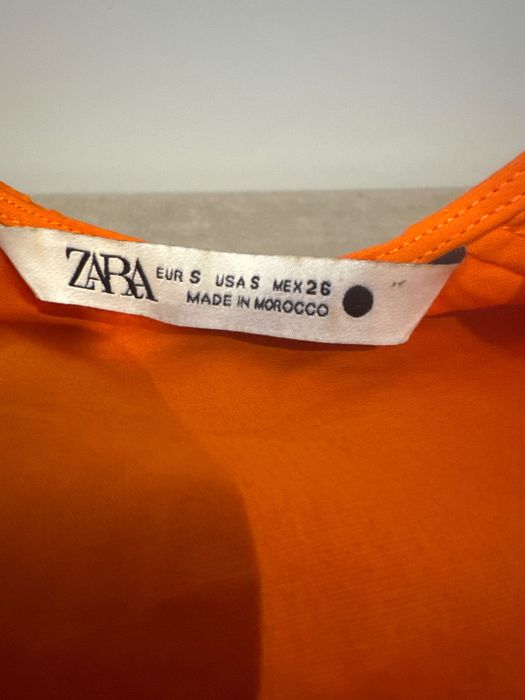 ZARA EUR S USA S MEX 26
MADE IN MOROCCO